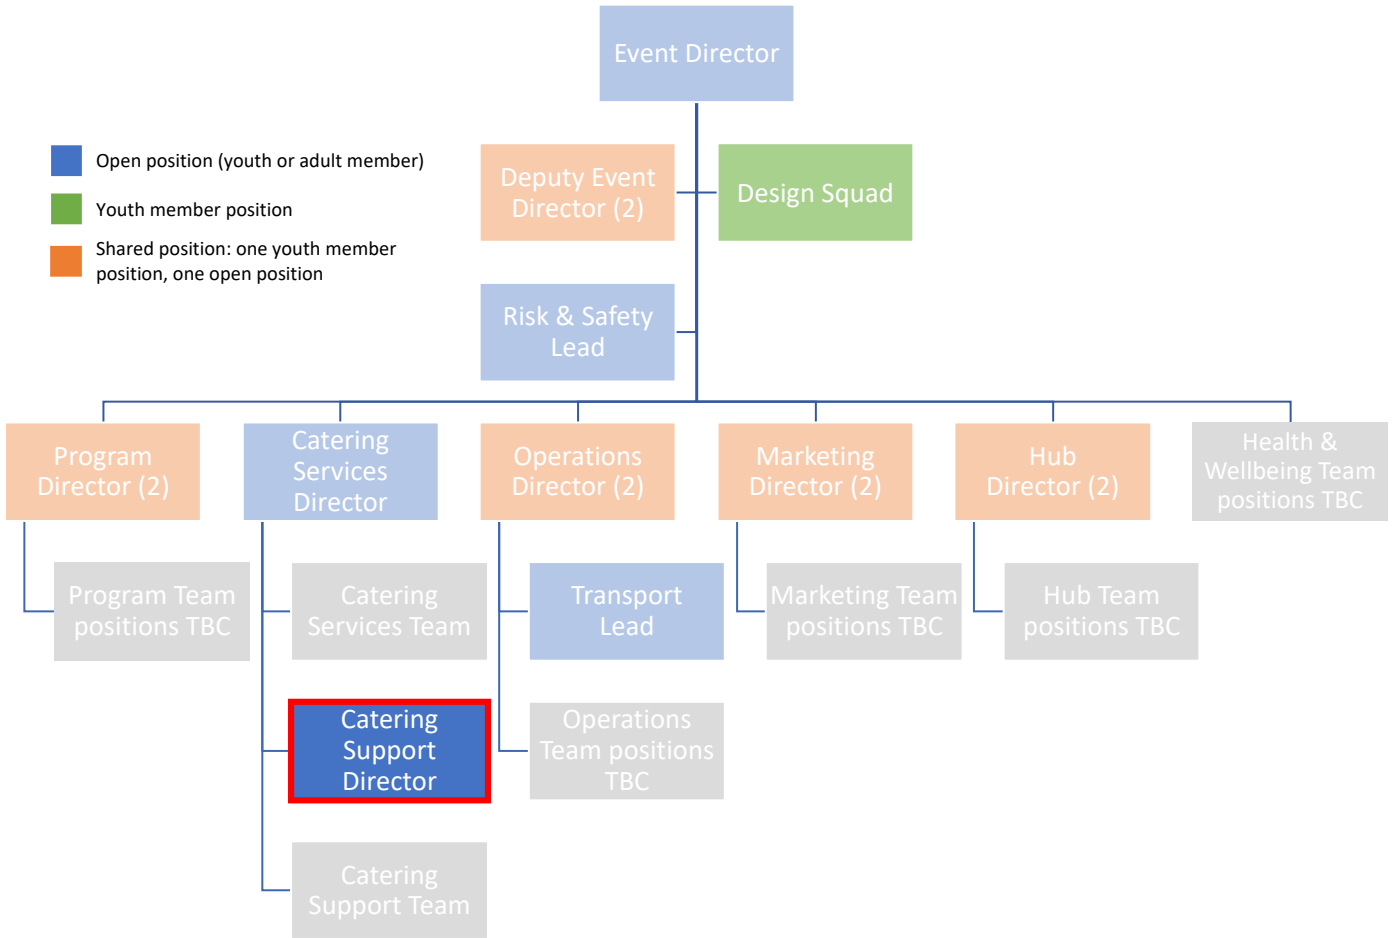 Event Director
Open position (youth or adult member)
Youth member position
Shared position: one youth member
position, one open position
Deputy Event
Director (2)
Design Squad
Risk & Safety
Lead
Program
Director (2)
Catering
Services
Director
Operations
Director (2)
Marketing
Director (2)
Hub
Director (2)
Health &
Wellbeing Team
positions TBC
Program Team
positions TBC
Catering
Services Team
Transport
Lead
Marketing Team
positions TBC
Hub Team
positions TBC
Catering
Support
Director
Operations
Team positions
TBC
Catering
Support Team